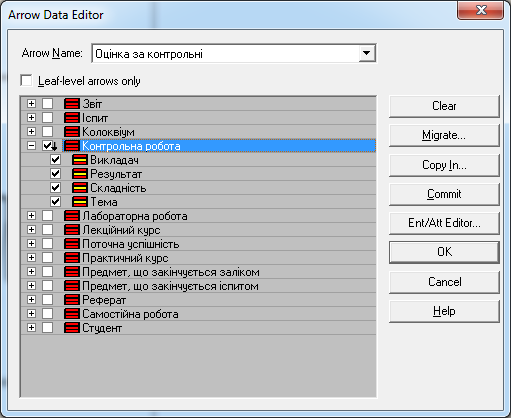 Arrow Data Editor
Arrow Name: Оцінка за контрольні
Leaf-level arrows only
Звіт
Іспит
Колоквіум
Контрольна робота
Викладач
Результат
Складність
Тема
Лабораторна робота
Лекційний курс
Поточна успішність
Практичний курс
Предмет, що закінчується заліком
Предмет, що закінчується іспитом
Реферат
Самостійна робота
Студент
Clear
Migrate...
Copy In...
Commit
Ent/Att Editor...
OK
Cancel
Help